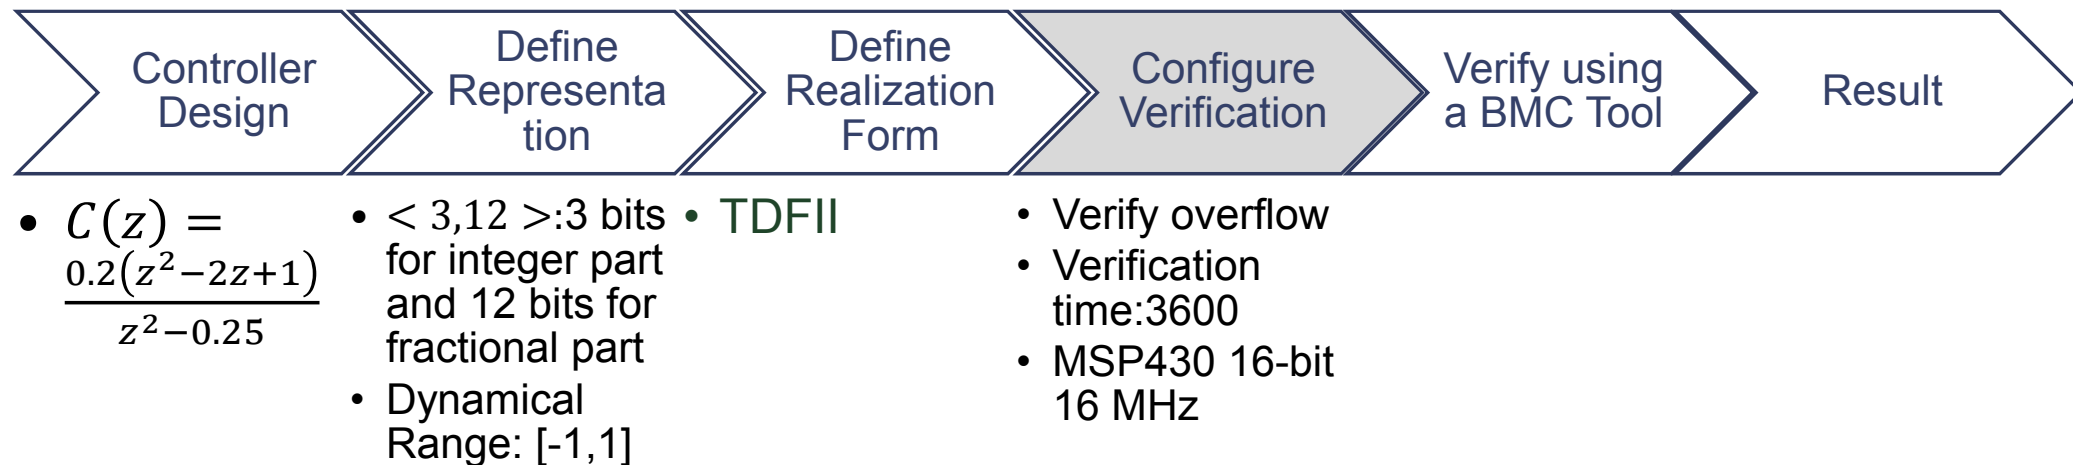 Controller
Design
Define
Representa
tion
Define
Realization
Form
Configure
Verification
Verify using
a BMC Tool
Result
• C(z) =
0.2(z²−2z+1)
z²−0.25
• < 3,12 >:3 bits
for integer part
and 12 bits for
fractional part
• Dynamical
Range: [-1,1]
• TDFII
• Verify overflow
• Verification
time:3600
• MSP430 16-bit
16 MHz